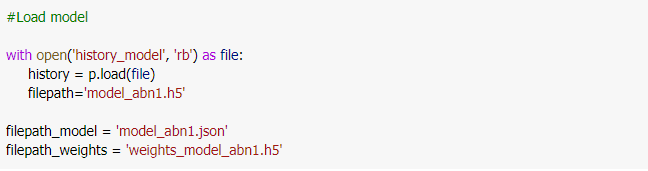 #Load model
with open('history_model', 'rb') as file:
history = p.load(file)
filepath='model_abn1.h5'
filepath_model = 'model_abn1.json'
filepath_weights = 'weights_model_abn1.h5'